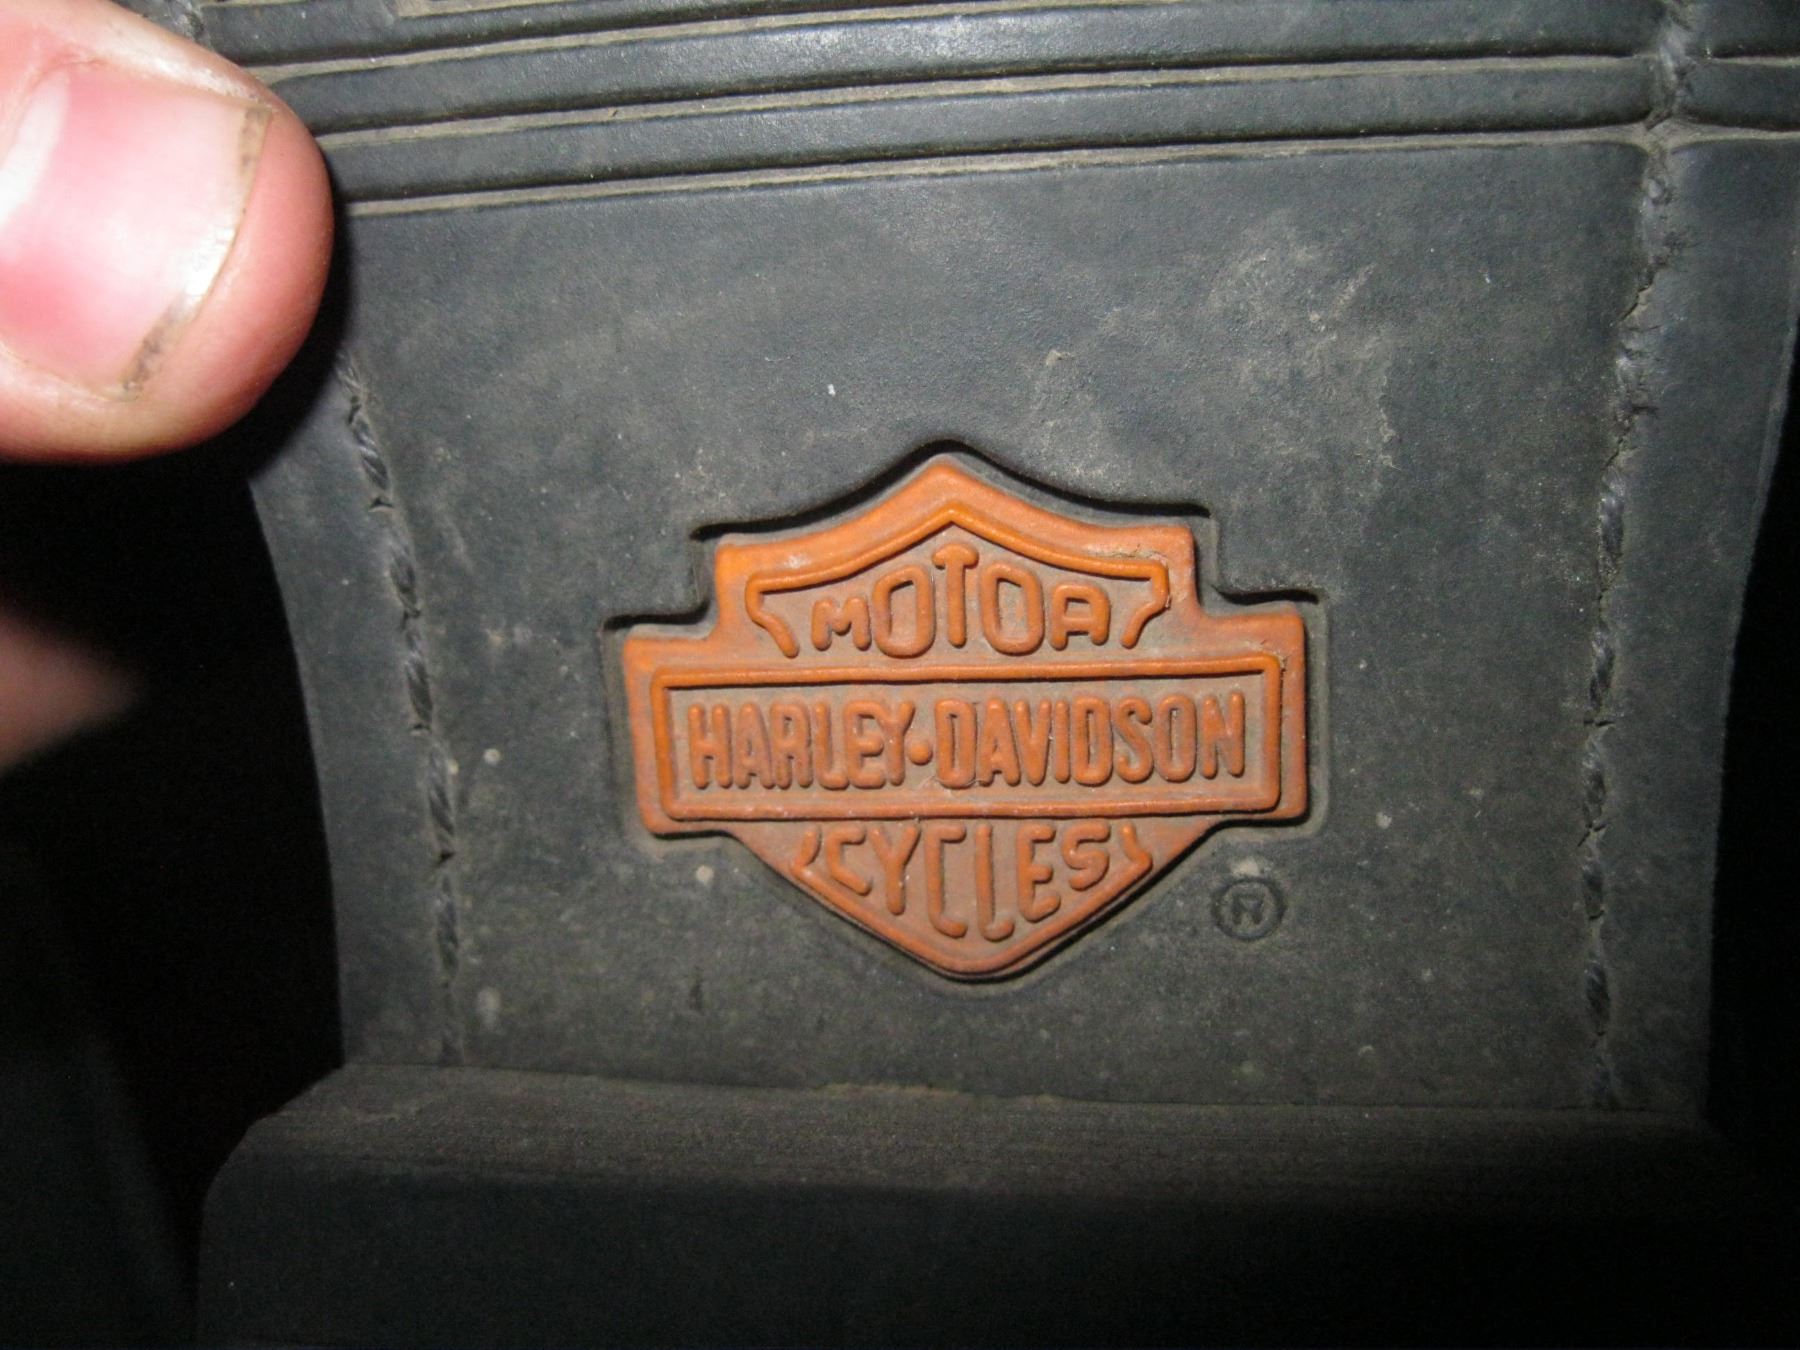 MOTOR
HARLEY-DAVIDSON
CYCLES
®